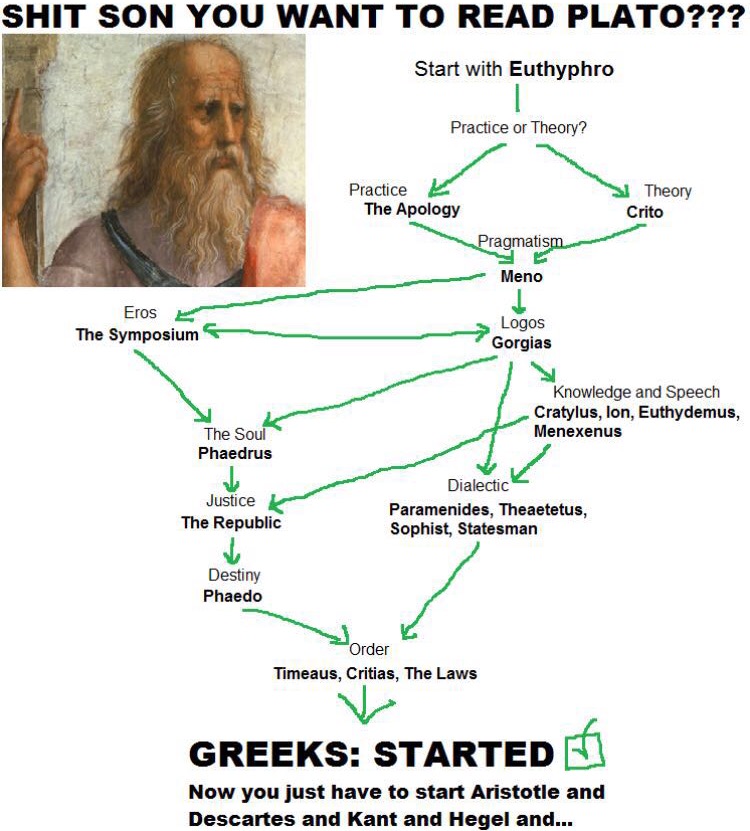 SHIT SON YOU WANT TO READ PLATO???
Start with Euthyphro
Practice or Theory?
Practice
The Apology
Theory
Crito
Pragmatism
Meno
Eros
The Symposium
Logos
Gorgias
Knowledge and Speech
Cratylus, Ion, Euthydemus,
Menexenus
The Soul
Phaedrus
Dialectic
Paramenides, Theaetetus,
Sophist, Statesman
Justice
The Republic
Destiny
Phaedo
Order
Timeaus, Critias, The Laws
GREEKS: STARTED
Now you just have to start Aristotle and
Descartes and Kant and Hegel and...